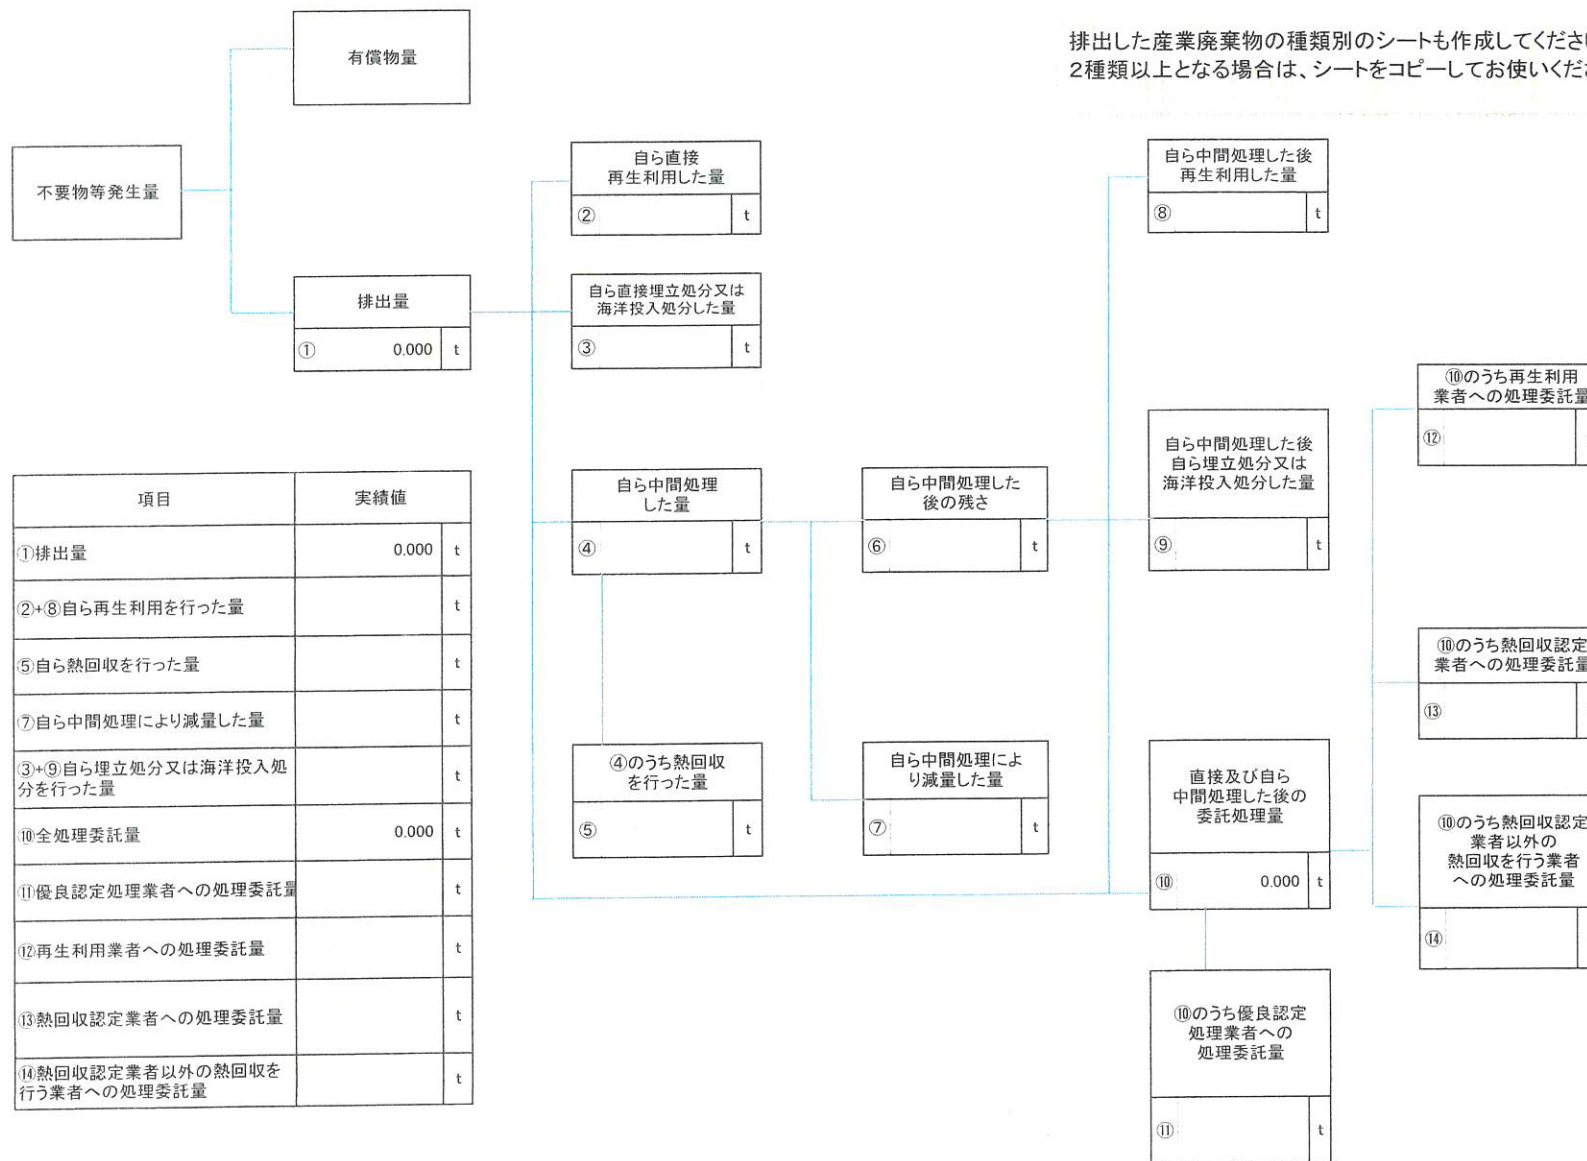 排出した産業廃棄物の種類別のシートも作成してくださ
2種類以上となる場合は、シートをコピーしてお使いくだ
有償物量
不要物等発生量
排出量
① 0.000 t
自ら直接
再生利用した量
② t
自ら直接埋立処分又は
海洋投入処分した量
③ t
自ら中間処理
した量
④ t
④のうち熱回収
を行った量
⑤ t
自ら中間処理した
後の残さ
⑥ t
自ら中間処理によ
り減量した量
⑦ t
自ら中間処理した後
再生利用した量
⑧ t
自ら中間処理した後
自ら埋立処分又は
海洋投入処分した量
⑨ t
直接及び自ら
中間処理した後の
委託処理量
⑩ 0.000 t
⑩のうち優良認定
処理業者への
処理委託量
⑪ t
⑩のうち再生利用
業者への処理委託量
⑫
⑩のうち熱回収認定
業者への処理委託量
⑬
⑩のうち熱回収認定
業者以外の
熱回収を行う業者
への処理委託量
⑭
項目 実績値
①排出量 0.000 t
②+⑧自ら再生利用を行った量 t
⑤自ら熱回収を行った量 t
⑦自ら中間処理により減量した量 t
③+⑨自ら埋立処分又は海洋投入処
分を行った量 t
⑩全処理委託量 0.000 t
⑪優良認定処理業者への処理委託量 t
⑫再生利用業者への処理委託量 t
⑬熱回収認定業者への処理委託量 t
⑭熱回収認定業者以外の熱回収を
行う業者への処理委託量 t